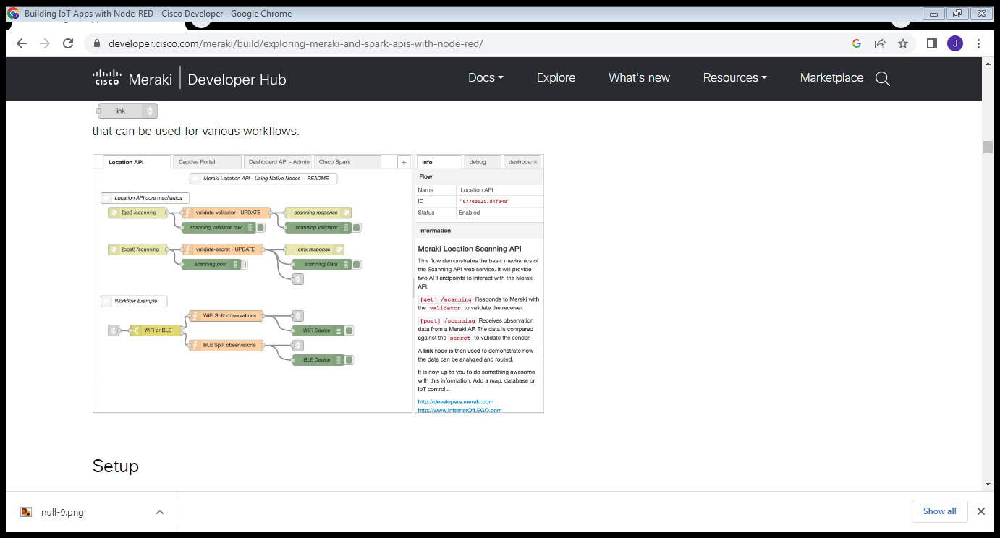 Building IoT Apps with Node-RED - Cisco Developer - Google Chrome
developer.cisco.com/meraki/build/exploring-meraki-and-spark-apis-with-node-red/
J
CISCO Meraki Developer Hub
Docs Explore What's new Resources Marketplace
link
that can be used for various workflows.
Location API Captive Portal Dashboard API - Admin Cisco Spark +
Meraki Location API - Using Native Nodes -- README
Location API core mechanics
[get] /scanning validate-validator - UPDATE scanning response
scanning validator raw scanning Validator
[post] /scanning validate-secret - UPDATE cmx response
scanning post scanning Data
Workflow Example
WiFi Split observations
WiFi or BLE WiFi Device
BLE Split observations
BLE Device
info debug dashboa
Flow
Name Location API
ID "677ea62c.d4fe48"
Status Enabled
Information
Meraki Location Scanning API
This flow demonstrates the basic mechanics of
the Scanning API web service. It will provide
two API endpoints to interact with the Meraki
API.
[get] /scanning Responds to Meraki with
the validator to validate the receiver.
[post] /scanning Receives observation
data from a Meraki AP. The data is compared
against the secret to validate the sender.
A link node is then used to demonstrate how
the data can be analyzed and routed.
It is now up to you to do something awesome
with this information. Add a map, database or
IoT control...
http://developers.meraki.com
http://www.InternetOfLEGO.com
Setup
null-9.png
Show all